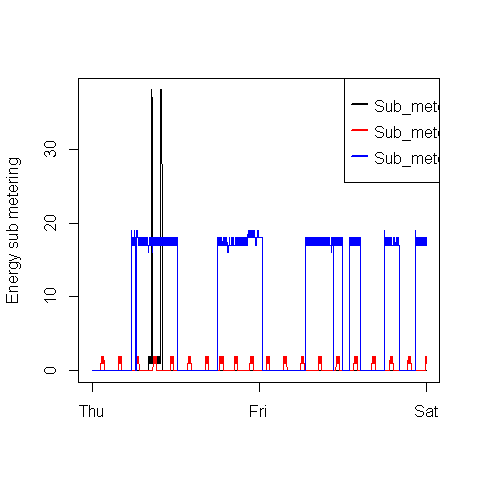 Energy sub metering
30
20
10
0
Sub_mete
Sub_mete
Sub_mete
Thu Fri Sat